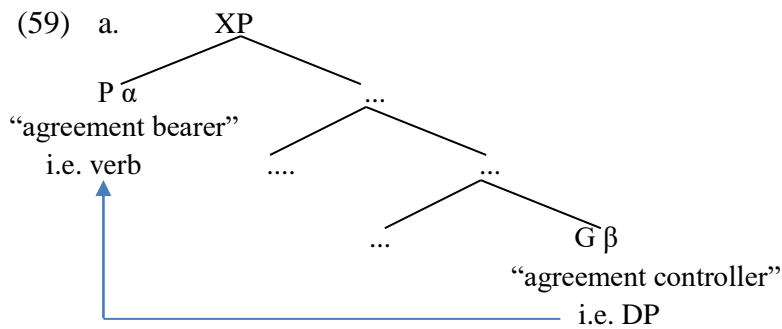 (59) a. XP
P α ...
“agreement bearer”
i.e. verb .... ...
... G β
“agreement controller”
i.e. DP